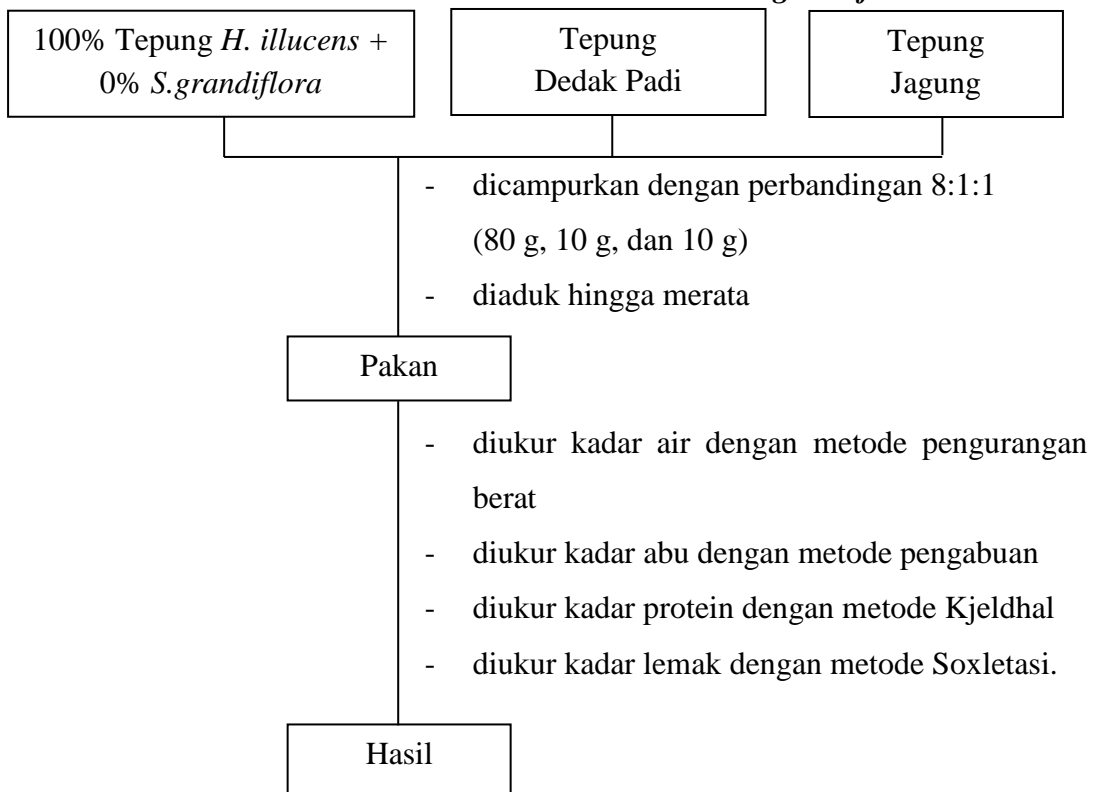 100% Tepung H. illucens +
0% S.grandiflora
Tepung
Dedak Padi
Tepung
Jagung
- dicampurkan dengan perbandingan 8:1:1
(80 g, 10 g, dan 10 g)
- diaduk hingga merata
Pakan
- diukur kadar air dengan metode pengurangan
berat
- diukur kadar abu dengan metode pengabuan
- diukur kadar protein dengan metode Kjeldhal
- diukur kadar lemak dengan metode Soxletasi.
Hasil